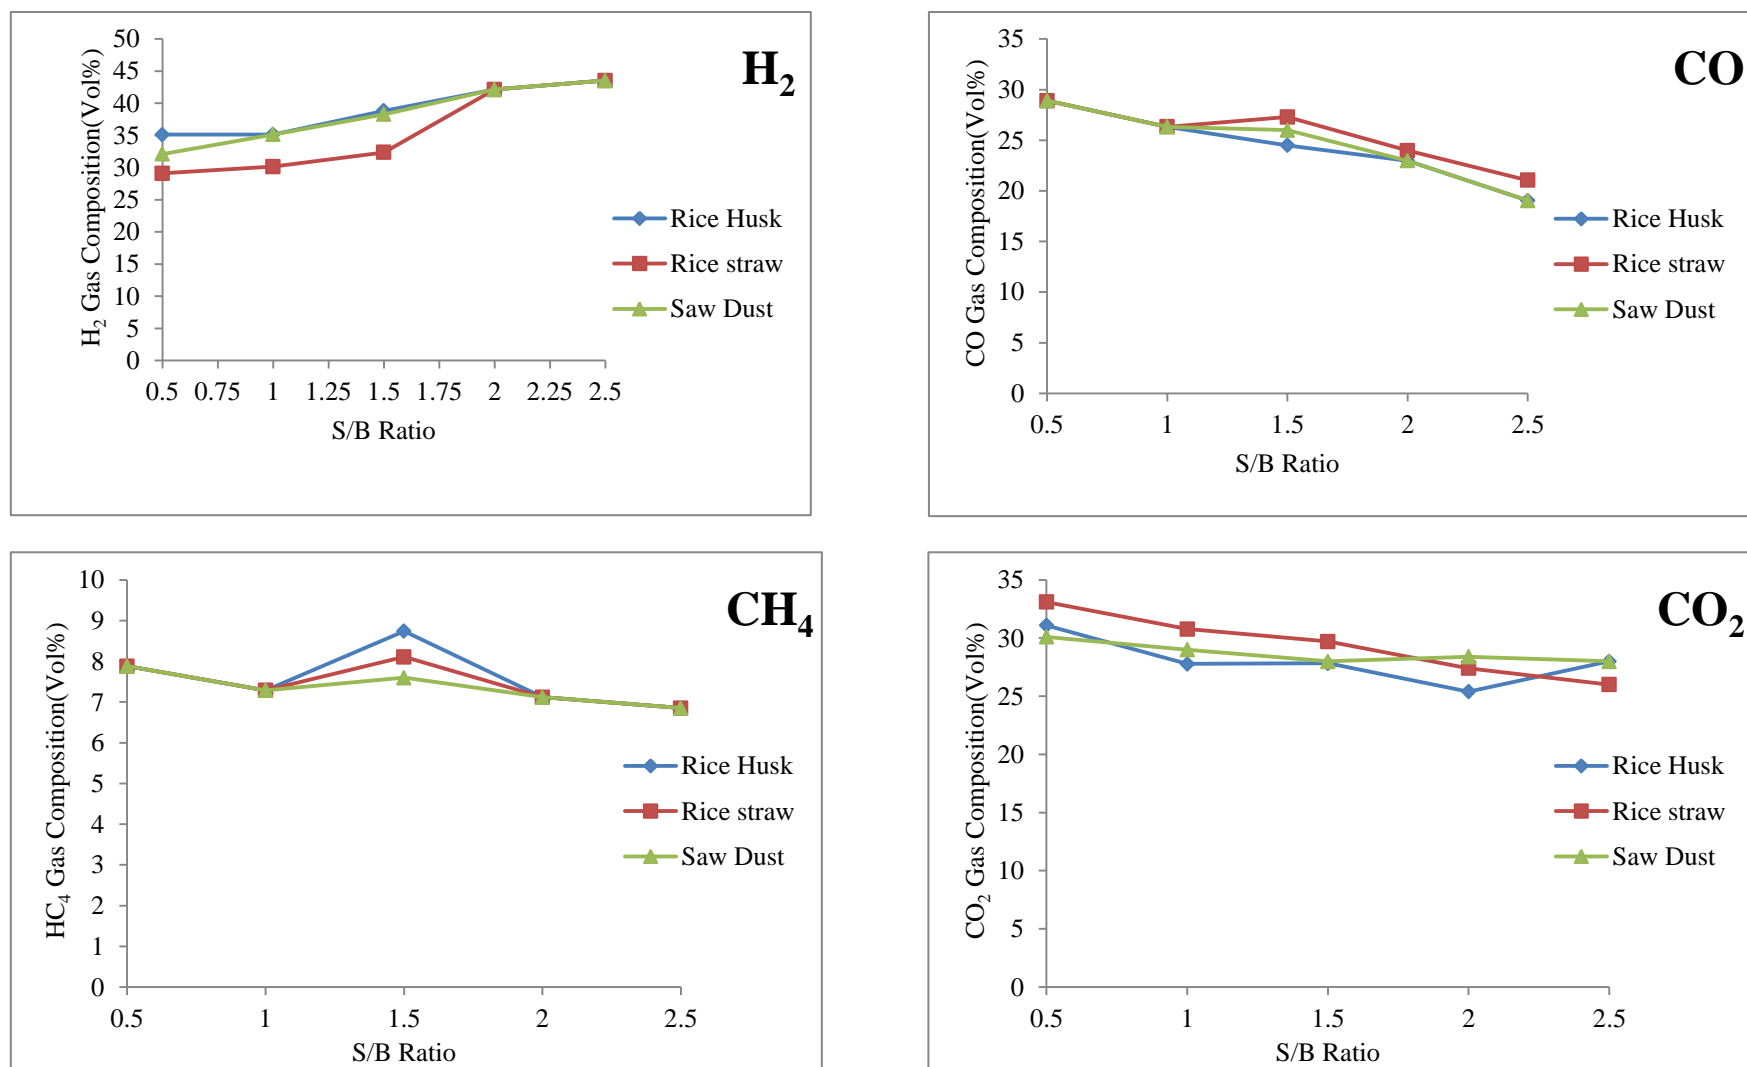 H2
H2 Gas Composition(Vol%)
50
45
40
35
30
25
20
15
10
5
0
0.5 0.75 1 1.25 1.5 1.75 2 2.25 2.5
S/B Ratio
Rice Husk
Rice straw
Saw Dust
CO
CO Gas Composition(Vol%)
35
30
25
20
15
10
5
0
0.5 1 1.5 2 2.5
S/B Ratio
Rice Husk
Rice straw
Saw Dust
CH4
HC4 Gas Composition(Vol%)
10
9
8
7
6
5
4
3
2
1
0
0.5 1 1.5 2 2.5
S/B Ratio
Rice Husk
Rice straw
Saw Dust
CO2
CO2 Gas Composition(Vol%)
35
30
25
20
15
10
5
0
0.5 1 1.5 2 2.5
S/B Ratio
Rice Husk
Rice straw
Saw Dust